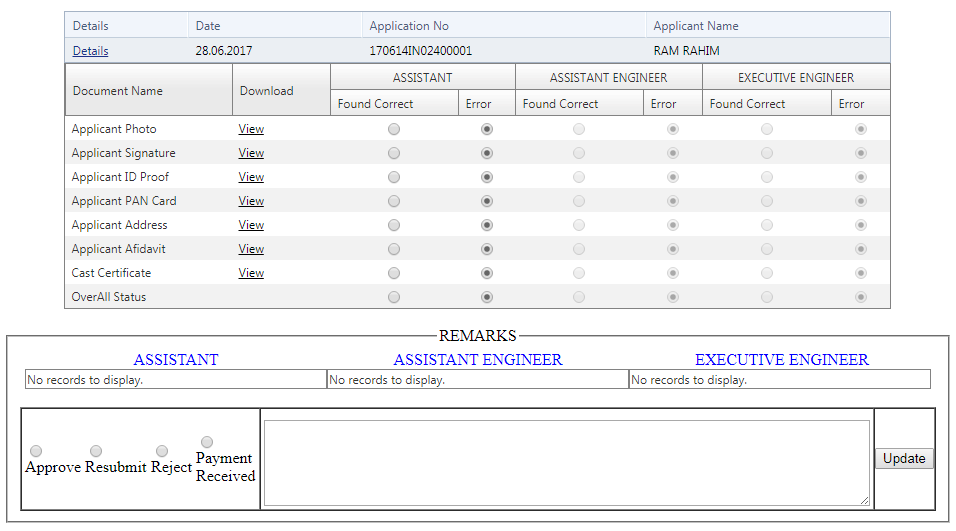 Details Date Application No Applicant Name
Details 28.06.2017 170614IN02400001 RAM RAHIM
Document Name Download ASSISTANT ASSISTANT ENGINEER EXECUTIVE ENGINEER
Found Correct Error Found Correct Error Found Correct Error
Applicant Photo View
Applicant Signature View
Applicant ID Proof View
Applicant PAN Card View
Applicant Address View
Applicant Afidavit View
Cast Certificate View
OverAll Status
REMARKS
ASSISTANT ASSISTANT ENGINEER EXECUTIVE ENGINEER
No records to display. No records to display. No records to display.
Approve Resubmit Reject Payment
Received
Update